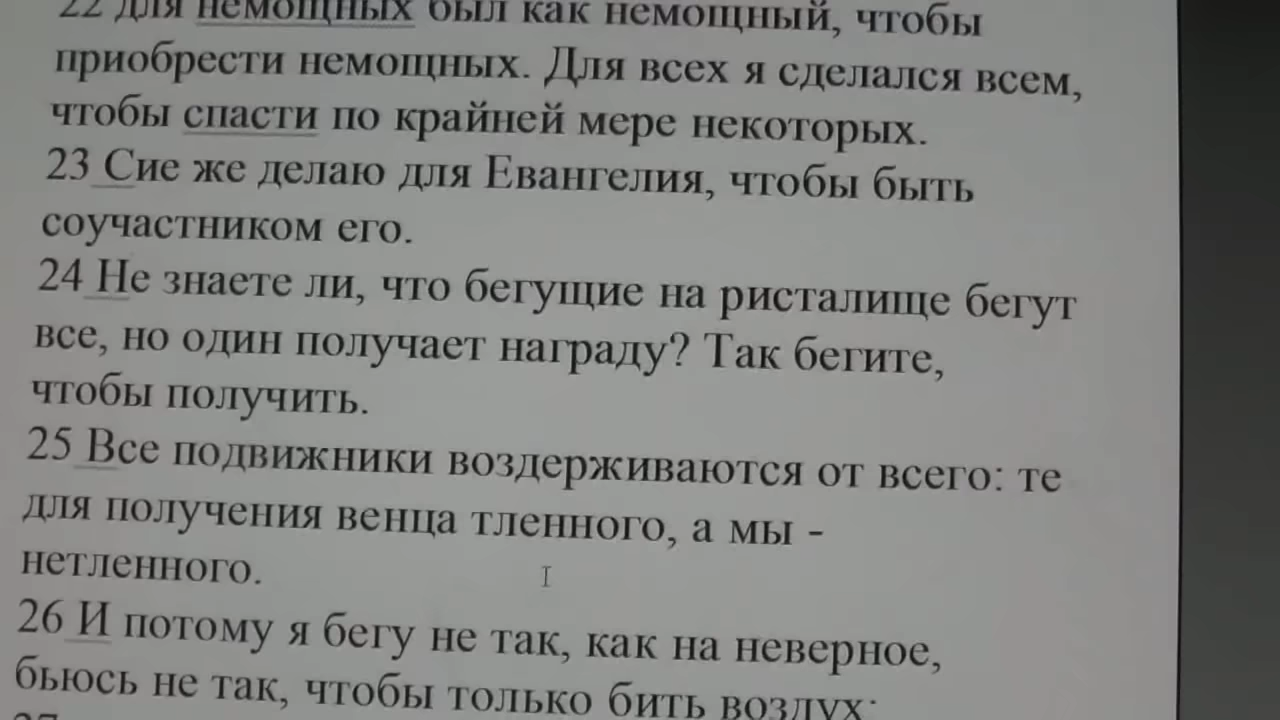 22 для немощных был как немощный, чтобы
приобрести немощных. Для всех я сделался всем,
чтобы спасти по крайней мере некоторых.
23 Сие же делаю для Евангелия, чтобы быть
соучастником его.
24 Не знаете ли, что бегущие на ристалище бегут
все, но один получает награду? Так бегите,
чтобы получить.
25 Все подвижники воздерживаются от всего: те
для получения венца тленного, а мы -
нетленного.
26 И потому я бегу не так, как на неверное,
бьюсь не так, чтобы только бить воздух;
27